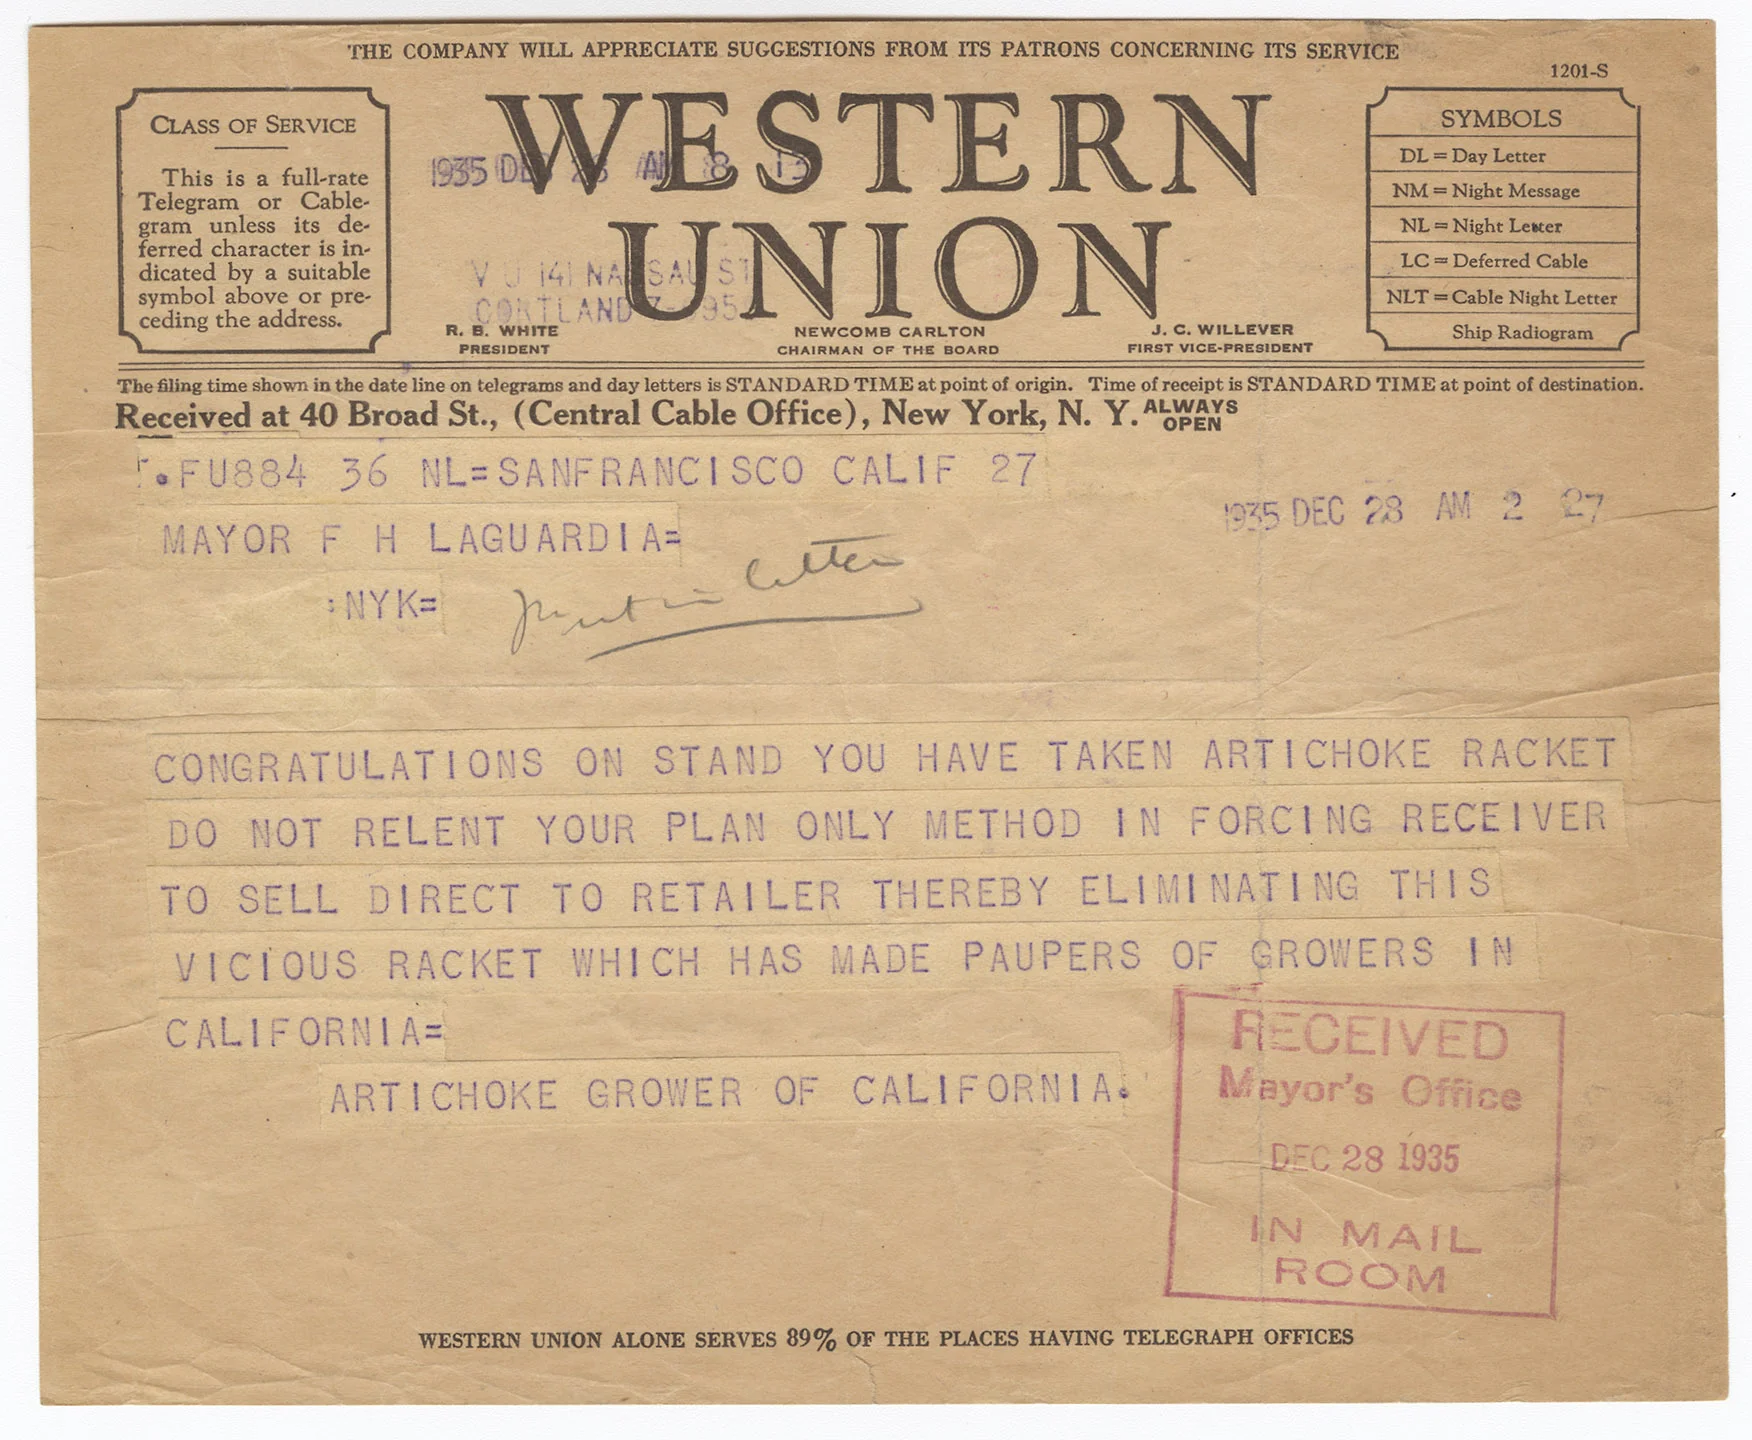 THE COMPANY WILL APPRECIATE SUGGESTIONS FROM ITS PATRONS CONCERNING ITS SERVICE
1201-S
CLASS OF SERVICE
This is a full-rate
Telegram or Cable-
gram unless its de-
ferred character is in-
dicated by a suitable
symbol above or pre-
ceding the address.
WESTERN
UNION
1935 DEC 28 AM 8
141 NASSAU ST
CORTLAND
R. B. WHITE
PRESIDENT
NEWCOMB CARLTON
CHAIRMAN OF THE BOARD
J. C. WILLEVER
FIRST VICE-PRESIDENT
SYMBOLS
DL = Day Letter
NM = Night Message
NL = Night Letter
LC = Deferred Cable
NLT = Cable Night Letter
Ship Radiogram
The filing time shown in the date line on telegrams and day letters is STANDARD TIME at point of origin. Time of receipt is STANDARD TIME at point of destination.
Received at 40 Broad St., (Central Cable Office), New York, N. Y. ALWAYS
OPEN
.FU884 36 NL=SANFRANCISCO CALIF 27
1935 DEC 28 AM 2 27
MAYOR F H LAGUARDIA=
:NYK=
CONGRATULATIONS ON STAND YOU HAVE TAKEN ARTICHOKE RACKET
DO NOT RELENT YOUR PLAN ONLY METHOD IN FORCING RECEIVER
TO SELL DIRECT TO RETAILER THEREBY ELIMINATING THIS
VICIOUS RACKET WHICH HAS MADE PAUPERS OF GROWERS IN
CALIFORNIA=
ARTICHOKE GROWER OF CALIFORNIA.
RECEIVED
Mayor's Office
DEC 28 1935
IN MAIL
ROOM
WESTERN UNION ALONE SERVES 89% OF THE PLACES HAVING TELEGRAPH OFFICES